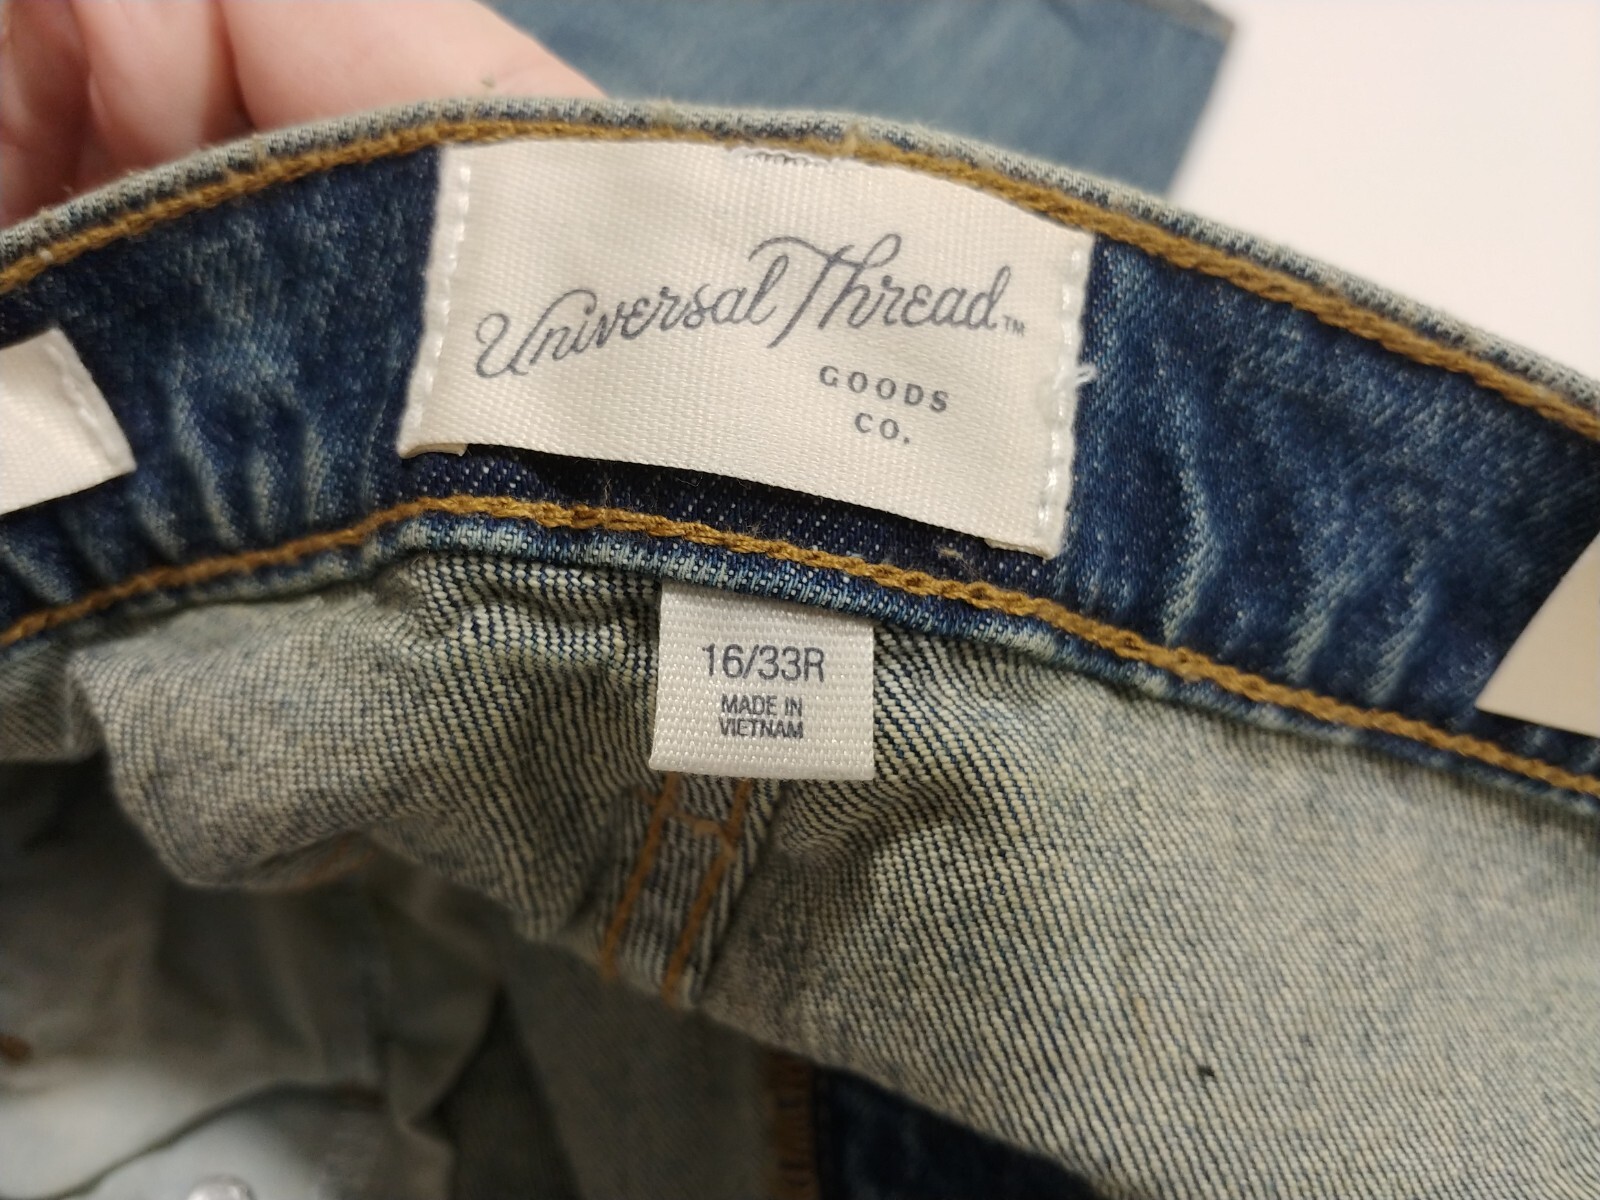 Universal Thread™
GOODS
CO.
16/33R
MADE IN
VIETNAM